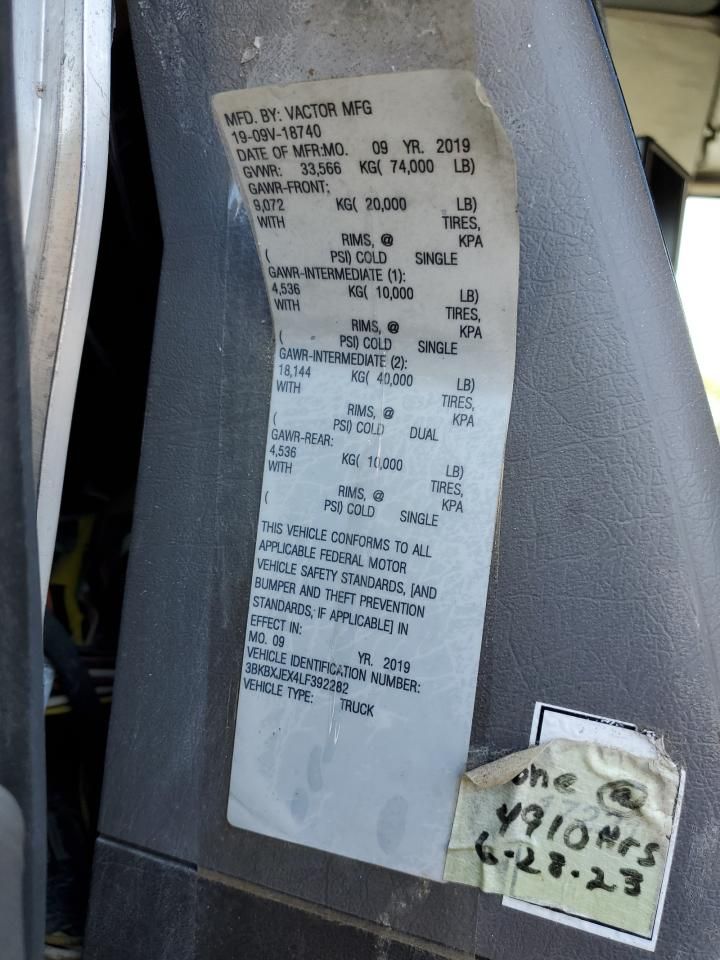 MFD. BY: VACTOR MFG
19-09V-18740
DATE OF MFR:MO. 09 YR. 2019
GVWR: 33,566 KG( 74,000 LB)
GAWR-FRONT:
9,072 KG( 20,000 LB)
WITH TIRES,
RIMS, @ KPA
( PSI) COLD SINGLE
GAWR-INTERMEDIATE (1):
4,536 KG( 10,000 LB)
WITH TIRES,
RIMS, @ KPA
( PSI) COLD SINGLE
GAWR-INTERMEDIATE (2):
18,144 KG( 40,000 LB)
WITH TIRES,
RIMS, @ KPA
( PSI) COLD DUAL
GAWR-REAR:
4,536 KG( 10,000 LB)
WITH TIRES,
RIMS, @ KPA
( PSI) COLD SINGLE
THIS VEHICLE CONFORMS TO ALL
APPLICABLE FEDERAL MOTOR
VEHICLE SAFETY STANDARDS, [AND
BUMPER AND THEFT PREVENTION
STANDARDS, IF APPLICABLE] IN
EFFECT IN:
MO. 09 YR. 2019
VEHICLE IDENTIFICATION NUMBER:
3BKBXJEX4LF392282
VEHICLE TYPE: TRUCK
@
4910 Hrs
6-28-23